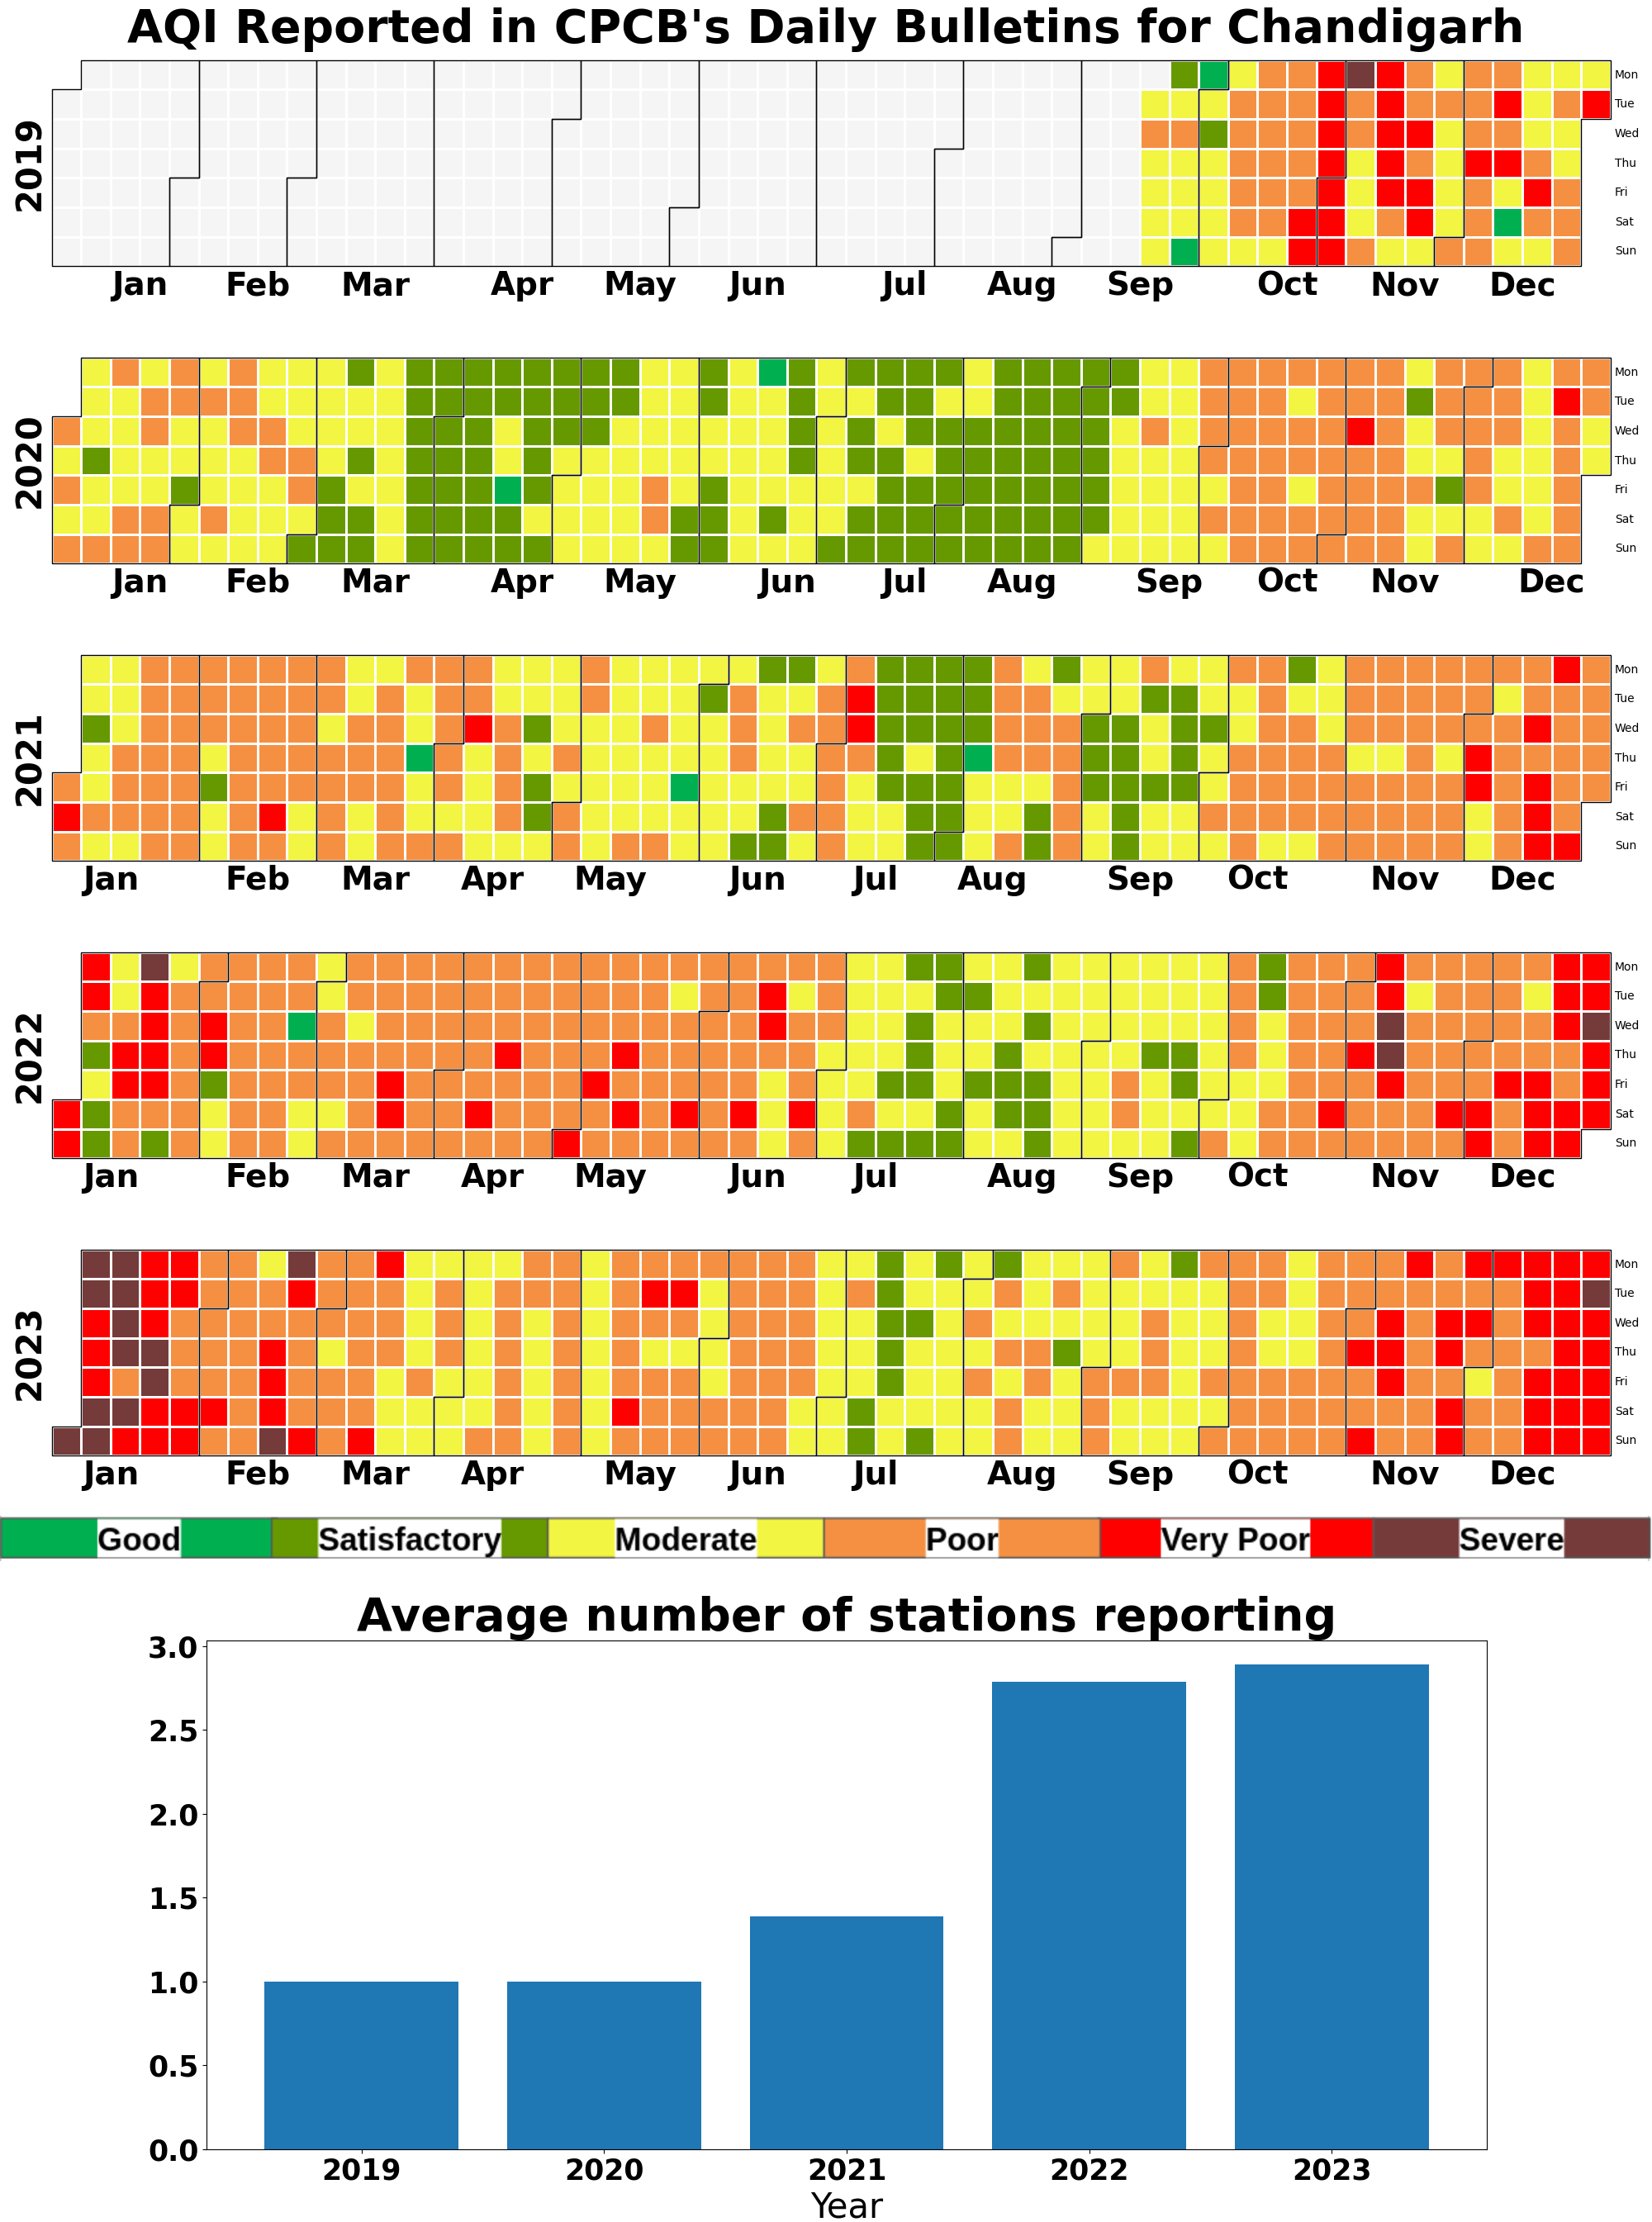 AQI Reported in CPCB's Daily Bulletins for Chandigarh
2019
Mon
Tue
Wed
Thu
Fri
Sat
Sun
Jan Feb Mar Apr May Jun Jul Aug Sep Oct Nov Dec
2020
Mon
Tue
Wed
Thu
Fri
Sat
Sun
Jan Feb Mar Apr May Jun Jul Aug Sep Oct Nov Dec
2021
Mon
Tue
Wed
Thu
Fri
Sat
Sun
Jan Feb Mar Apr May Jun Jul Aug Sep Oct Nov Dec
2022
Mon
Tue
Wed
Thu
Fri
Sat
Sun
Jan Feb Mar Apr May Jun Jul Aug Sep Oct Nov Dec
2023
Mon
Tue
Wed
Thu
Fri
Sat
Sun
Jan Feb Mar Apr May Jun Jul Aug Sep Oct Nov Dec
Good Satisfactory Moderate Poor Very Poor Severe
Average number of stations reporting
3.0
2.5
2.0
1.5
1.0
0.5
0.0
2019 2020 2021 2022 2023
Year